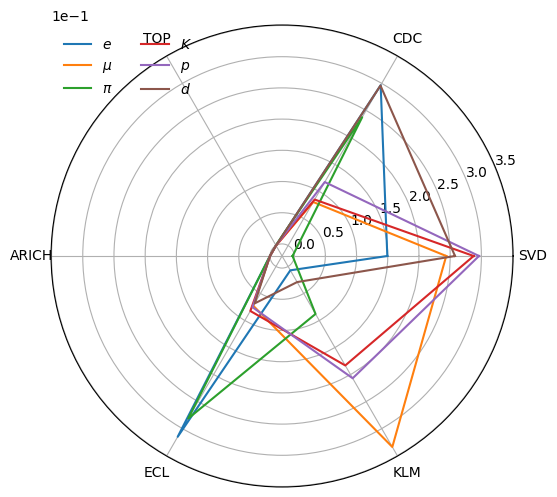 1e−1
e K
μ p
π d
TOP
CDC
3.5
3.0
2.5
2.0
1.5
1.0
0.5
0.0
ARICH
SVD
ECL
KLM